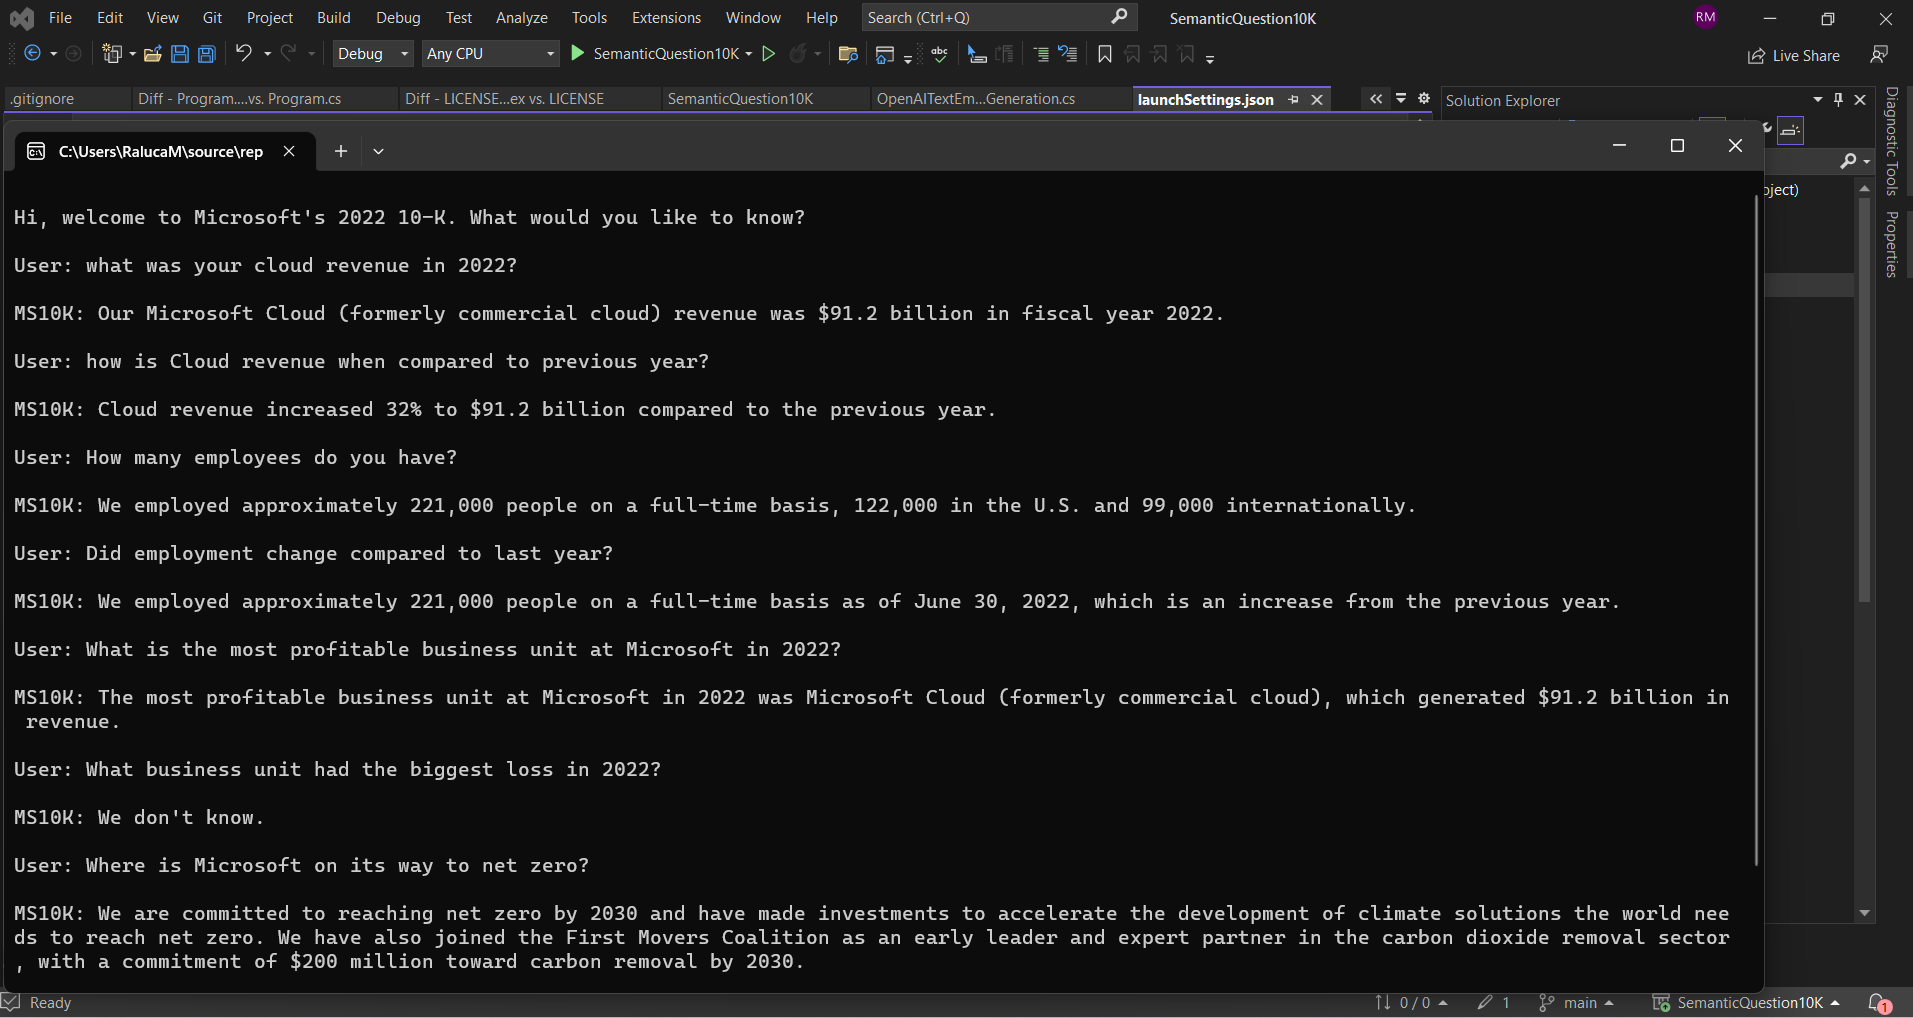 File Edit View Git Project Build Debug Test Analyze Tools Extensions Window Help Search (Ctrl+Q) SemanticQuestion10K RM
Debug Any CPU SemanticQuestion10K abc Live Share
.gitignore Diff - Program....vs. Program.cs Diff - LICENSE...ex vs. LICENSE SemanticQuestion10K OpenAITextEm...Generation.cs launchSettings.json Solution Explorer
Diagnostic Tools
Properties
C:\Users\RalucaM\source\rep
oject)
Hi, welcome to Microsoft's 2022 10-K. What would you like to know?
User: what was your cloud revenue in 2022?
MS10K: Our Microsoft Cloud (formerly commercial cloud) revenue was $91.2 billion in fiscal year 2022.
User: how is Cloud revenue when compared to previous year?
MS10K: Cloud revenue increased 32% to $91.2 billion compared to the previous year.
User: How many employees do you have?
MS10K: We employed approximately 221,000 people on a full-time basis, 122,000 in the U.S. and 99,000 internationally.
User: Did employment change compared to last year?
MS10K: We employed approximately 221,000 people on a full-time basis as of June 30, 2022, which is an increase from the previous year.
User: What is the most profitable business unit at Microsoft in 2022?
MS10K: The most profitable business unit at Microsoft in 2022 was Microsoft Cloud (formerly commercial cloud), which generated $91.2 billion in
revenue.
User: What business unit had the biggest loss in 2022?
MS10K: We don't know.
User: Where is Microsoft on its way to net zero?
MS10K: We are committed to reaching net zero by 2030 and have made investments to accelerate the development of climate solutions the world nee
ds to reach net zero. We have also joined the First Movers Coalition as an early leader and expert partner in the carbon dioxide removal sector
, with a commitment of $200 million toward carbon removal by 2030.
Ready 0 / 0 1 main SemanticQuestion10K 1